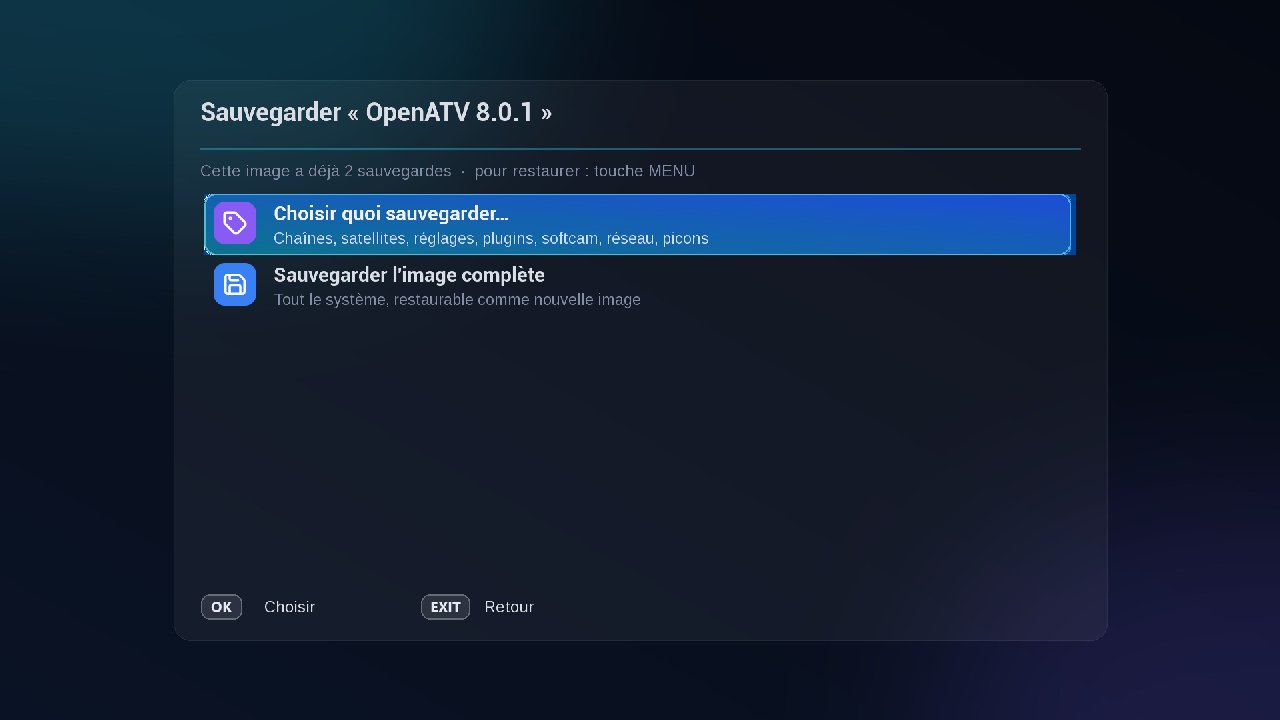 Sauvegarder « OpenATV 8.0.1 »
Cette image a déjà 2 sauvegardes · pour restaurer : touche MENU
Choisir quoi sauvegarder...
Chaînes, satellites, réglages, plugins, softcam, réseau, picons
Sauvegarder l'image complète
Tout le système, restaurable comme nouvelle image
OK Choisir EXIT Retour